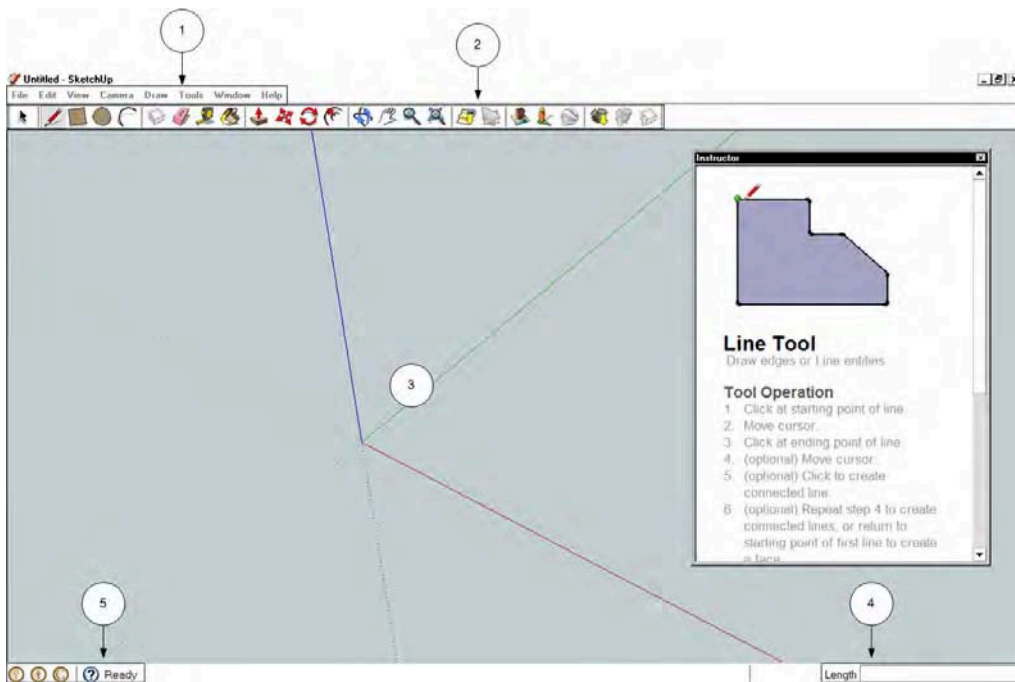 1
2
Untitled - SketchUp
File Edit View Camera Draw Tools Window Help
Instructor
Line Tool
Draw edges or Line entities
Tool Operation
1. Click at starting point of line
2. Move cursor.
3 Click at ending point of line
4. (optional) Move cursor
5. (optional) Click to create
connected line
6 (optional) Repeat step 4 to create
connected lines, or return to
starting point of first line to create
a face
3
5
4
Ready
Length